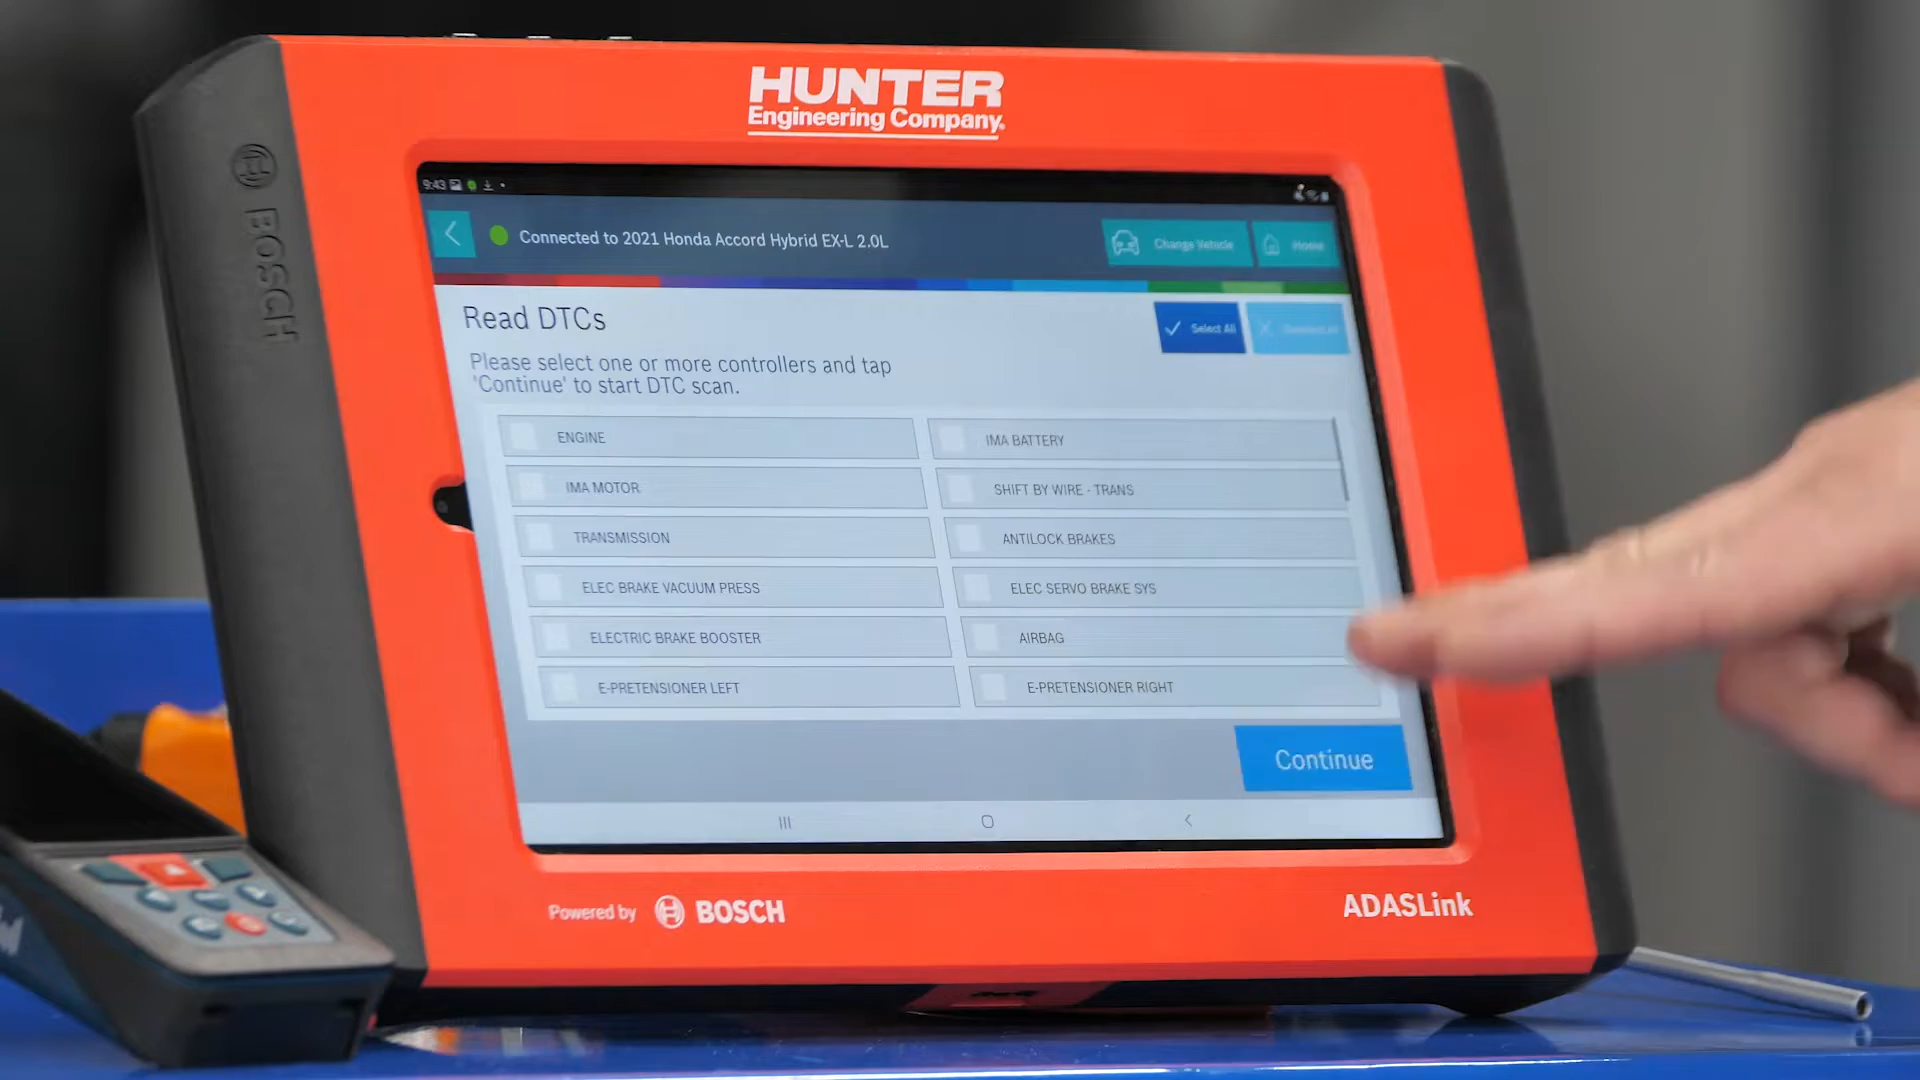 HUNTER
Engineering Company.
BOSCH
9:43
Connected to 2021 Honda Accord Hybrid EX-L 2.0L
Change Vehicle
Home
Read DTCs
Select All
Please select one or more controllers and tap
'Continue' to start DTC scan.
ENGINE
IMA BATTERY
IMA MOTOR
SHIFT BY WIRE - TRANS
TRANSMISSION
ANTILOCK BRAKES
ELEC BRAKE VACUUM PRESS
ELEC SERVO BRAKE SYS
ELECTRIC BRAKE BOOSTER
AIRBAG
E-PRETENSIONER LEFT
E-PRETENSIONER RIGHT
Continue
Powered by BOSCH
ADASLink